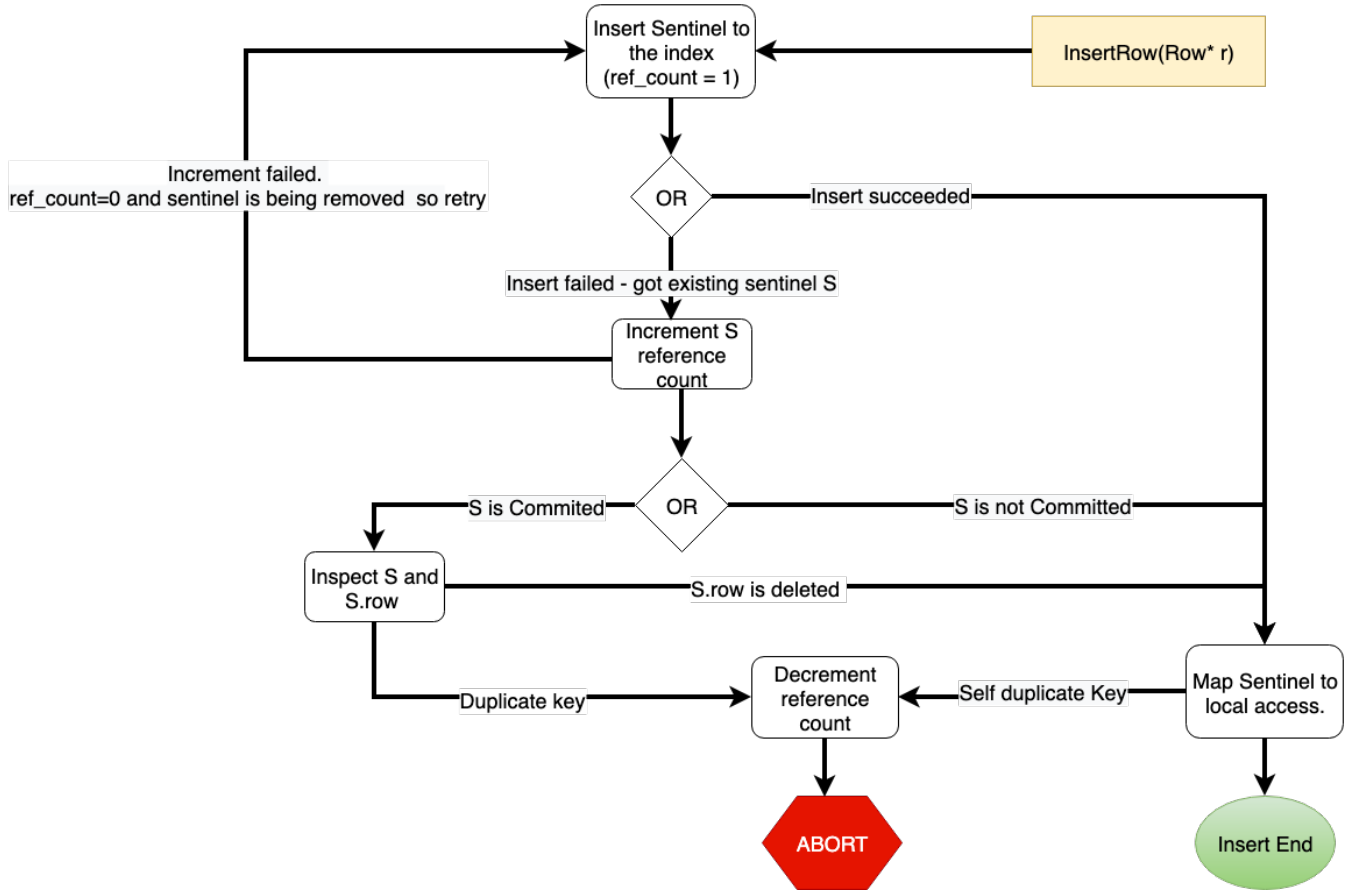 Insert Sentinel to
the index
(ref_count = 1)
InsertRow(Row* r)
Increment failed.
ref_count=0 and sentinel is being removed so retry
OR
Insert succeeded
Insert failed - got existing sentinel S
Increment S
reference
count
S is Commited
OR
S is not Committed
Inspect S and
S.row
S.row is deleted
Duplicate key
Decrement
reference
count
Self duplicate Key
Map Sentinel to
local access.
ABORT
Insert End